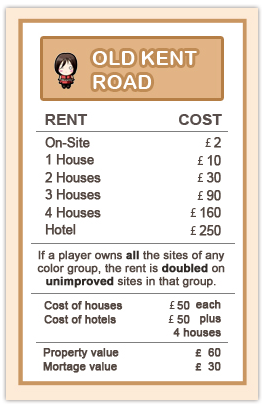 OLD KENT
ROAD
RENT COST
On-Site £ 2
1 House £ 10
2 Houses £ 30
3 Houses £ 90
4 Houses £ 160
Hotel £ 250
If a player owns all the sites of any
color group, the rent is doubled on
unimproved sites in that group.
Cost of houses £ 50 each
Cost of hotels £ 50 plus
4 houses
Property value £ 60
Mortage value £ 30